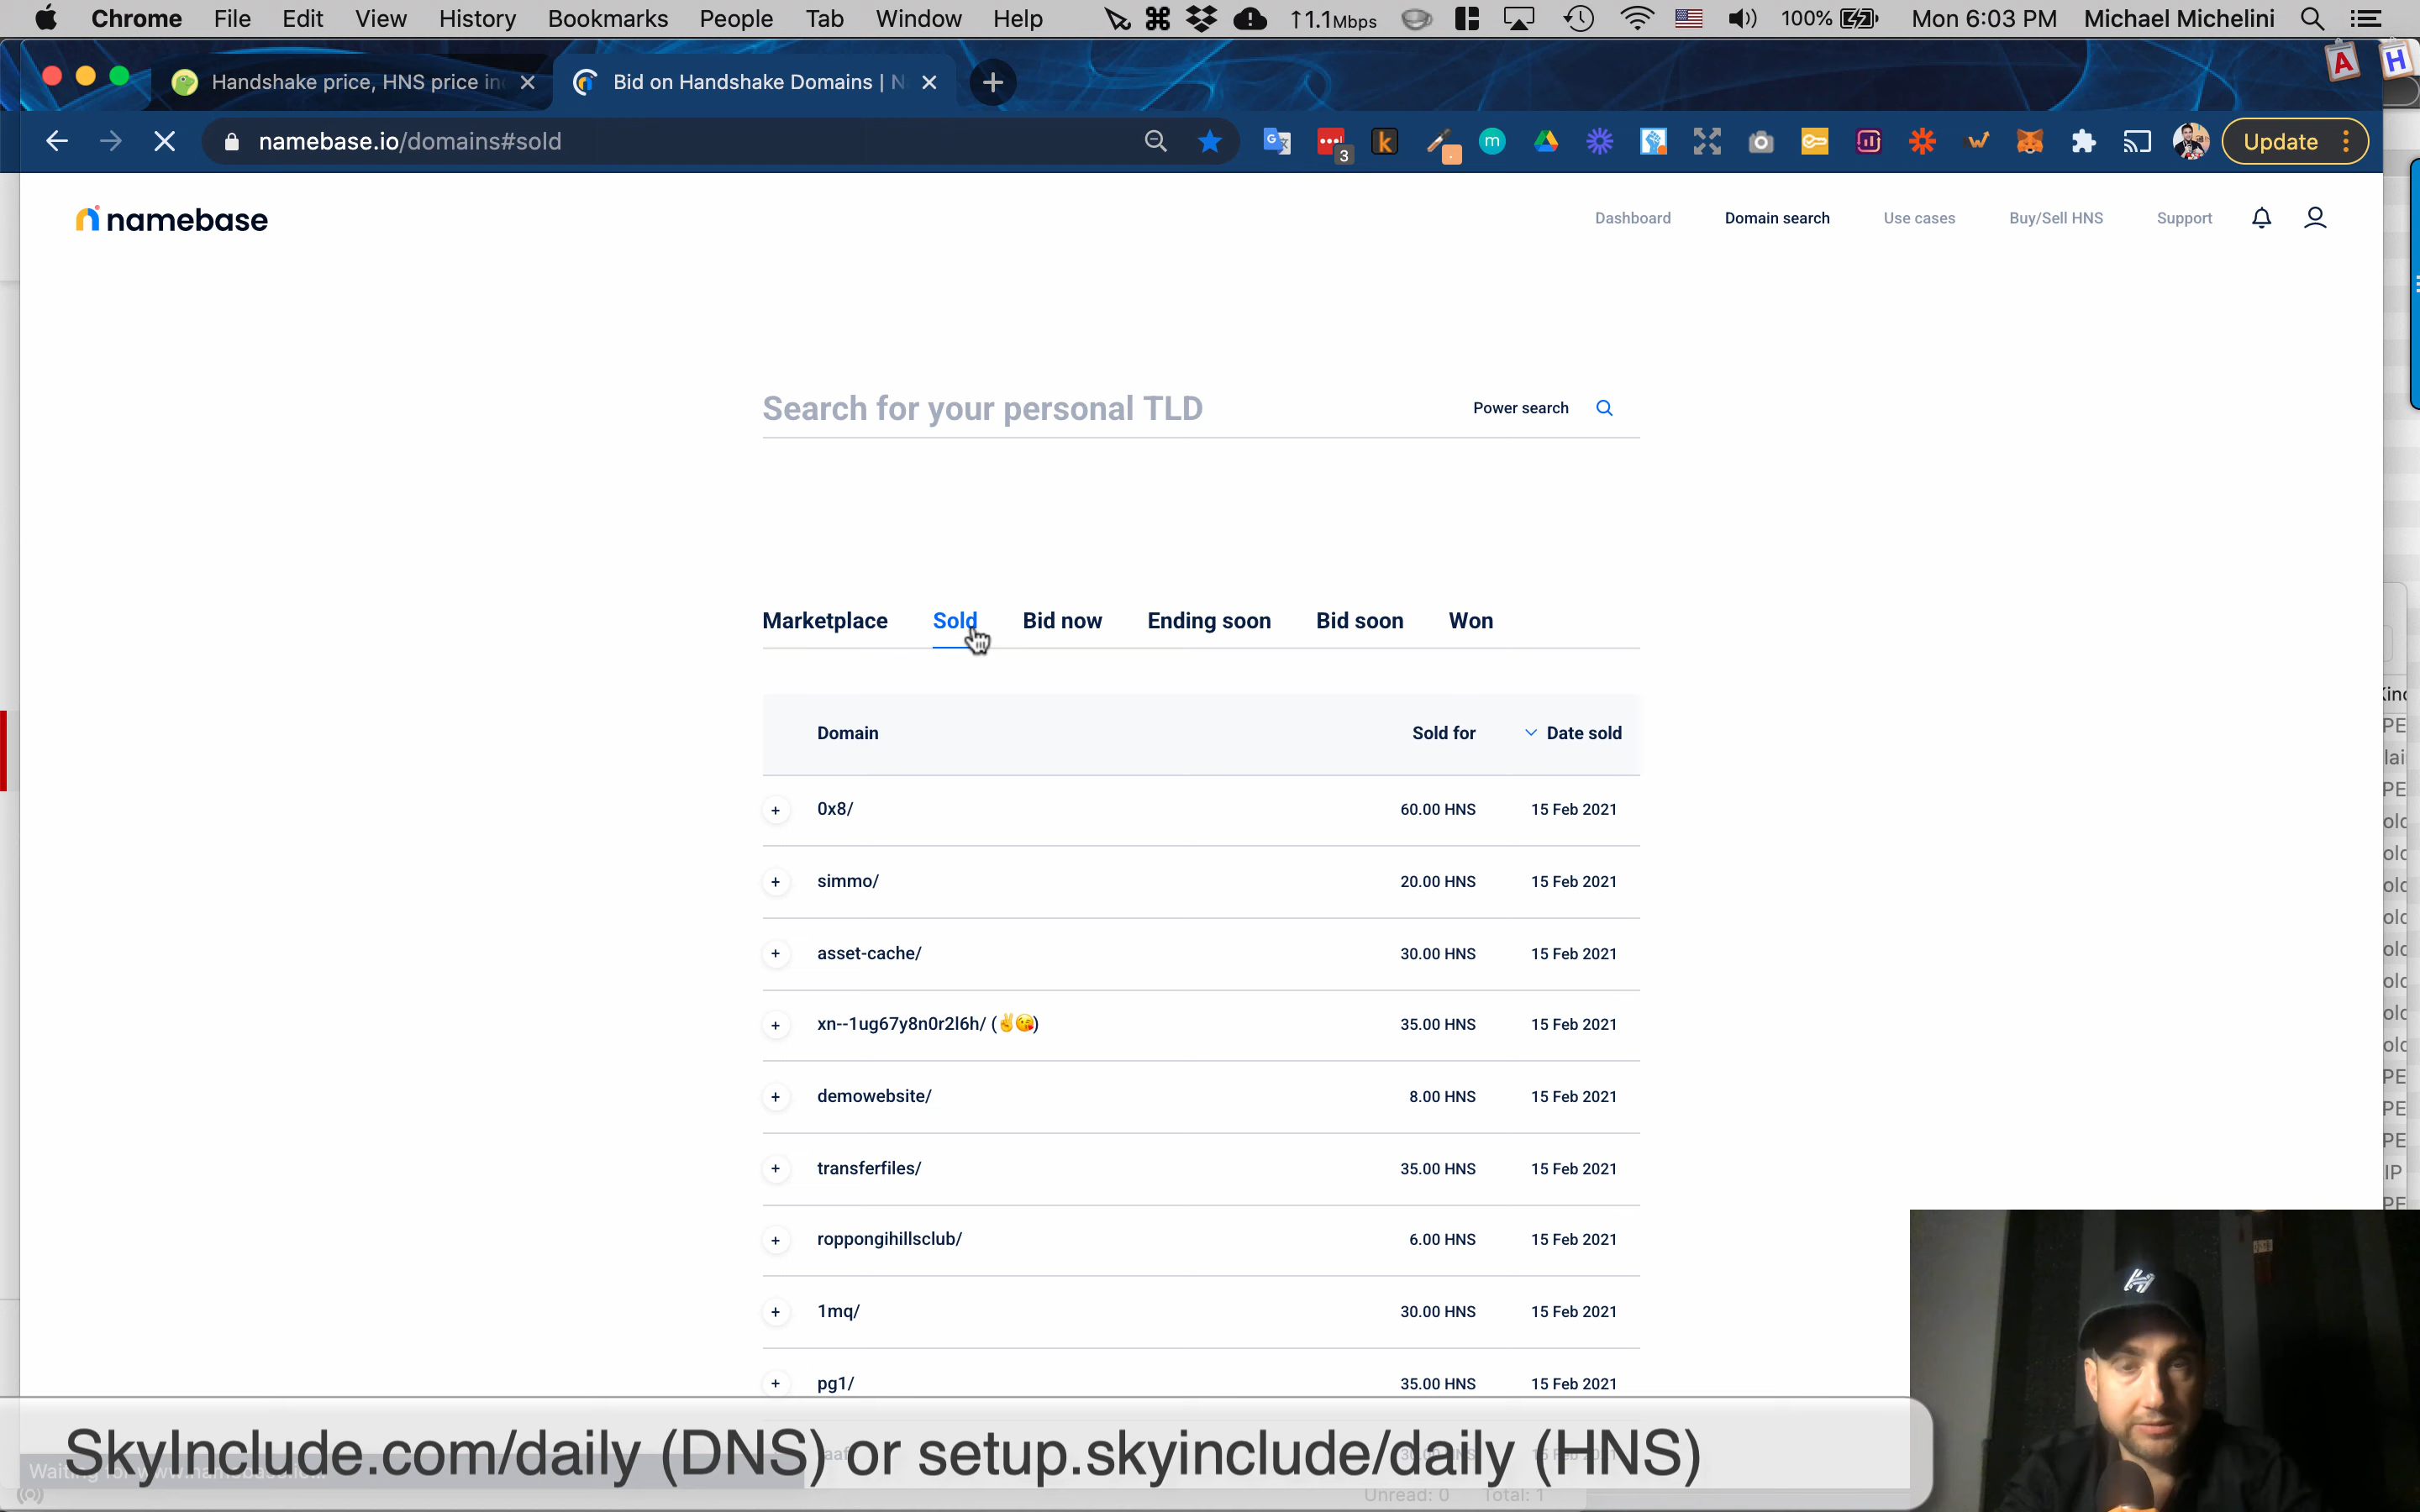 Chrome File Edit View History Bookmarks People Tab Window Help ↑1.1Mbps 100% Mon 6:03 PM Michael Michelini
A H
Handshake price, HNS price in Bid on Handshake Domains | N
namebase.io/domains#sold 3 Update
namebase
Dashboard Domain search Use cases Buy/Sell HNS Support
Search for your personal TLD Power search
Marketplace Sold Bid now Ending soon Bid soon Won
Domain Sold for Date sold
+ 0x8/ 60.00 HNS 15 Feb 2021
+ simmo/ 20.00 HNS 15 Feb 2021
+ asset-cache/ 30.00 HNS 15 Feb 2021
+ xn--1ug67y8n0r2l6h/ (✌😘) 35.00 HNS 15 Feb 2021
+ demowebsite/ 8.00 HNS 15 Feb 2021
+ transferfiles/ 35.00 HNS 15 Feb 2021
+ roppongihillsclub/ 6.00 HNS 15 Feb 2021
+ 1mq/ 30.00 HNS 15 Feb 2021
+ pg1/ 35.00 HNS 15 Feb 2021
SkyInclude.com/daily (DNS) or setup.skyinclude/daily (HNS)
Unread: 0 Total: 1